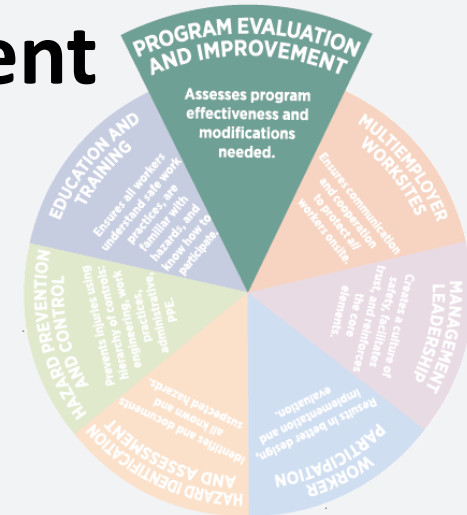 ent
PROGRAM EVALUATION
AND IMPROVEMENT
Assesses program
effectiveness and
modifications
needed.
MULTIEMPLOYER
WORKSITES
Ensures communication
and cooperation
to protect all
workers onsite.
MANAGEMENT
LEADERSHIP
Creates a culture of
safety, facilitates
trust, and reinforces
the core
elements.
WORKER
PARTICIPATION
Results in better design,
implementation and
evaluation.
HAZARD IDENTIFICATION
AND ASSESSMENT
Identifies and documents
all known and
suspected hazards.
HAZARD PREVENTION
AND CONTROL
Prevents injuries using
hierarchy of controls:
engineering, work
practices,
administrative,
PPE.
EDUCATION AND
TRAINING
Ensures all workers
understand safe work
practices, are
familiar with
hazards, and
know how to
participate.